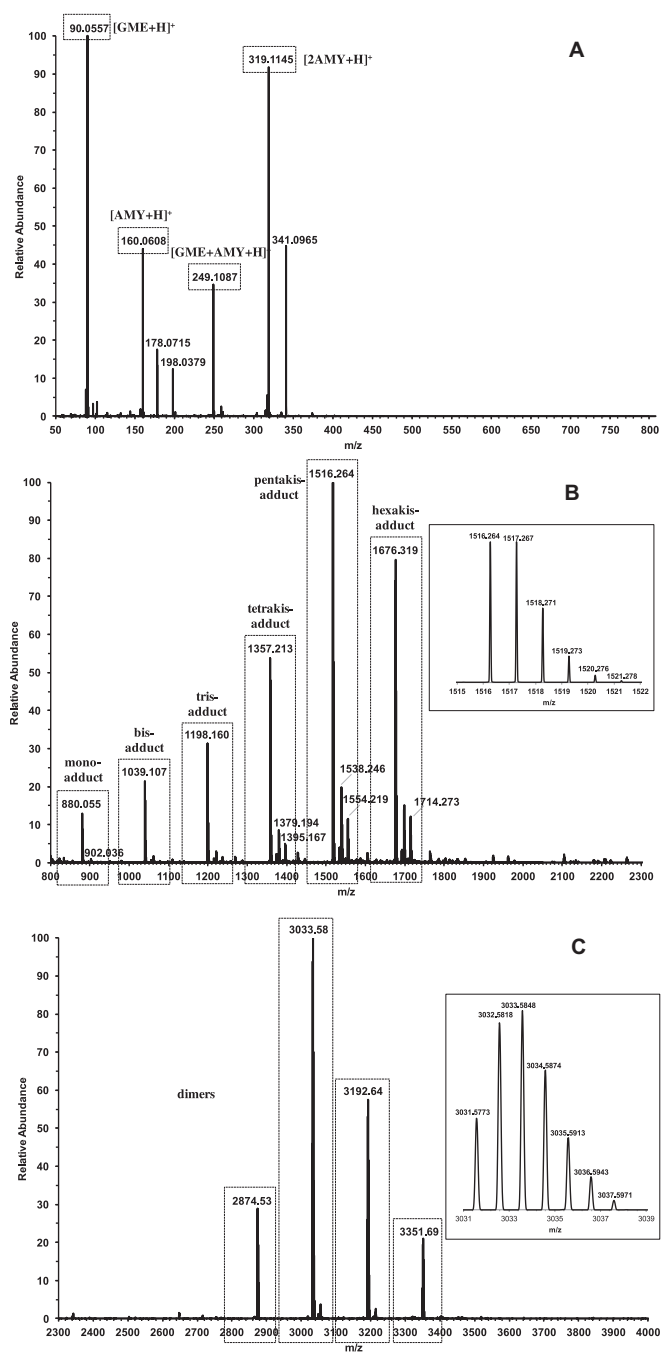 A
[GME+H]+
90.0557
319.1145
[2AMY+H]+
[AMY+H]+
160.0608
[GME+AMY+H]
249.1087
341.0965
178.0715
198.0379
Relative Abundance
100
90
80
70
60
50
40
30
20
10
0
50 100 150 200 250 300 350 400 450 500 550 600 650 700 750 800
m/z
B
pentakis-
adduct
1516.264
hexakis-
adduct
1676.319
tetrakis-
adduct
1357.213
tris-
adduct
1198.160
bis-
adduct
1039.107
mono-
adduct
880.055
902.036
1379.194
1395.167
1538.246
1554.219
1714.273
Relative Abundance
100
90
80
70
60
50
40
30
20
10
0
800 900 1000 1100 1200 1300 1400 1500 1600 1700 1800 1900 2000 2100 2200 2300
m/z
1516.264
1517.267
1518.271
1519.273
1520.276
1521.278
1515 1516 1517 1518 1519 1520 1521 1522
m/z
C
3033.58
dimers
3192.64
2874.53
3351.69
Relative Abundance
100
90
80
70
60
50
40
30
20
10
0
2300 2400 2500 2600 2700 2800 2900 3000 3100 3200 3300 3400 3500 3600 3700 3800 3900 4000
m/z
3033.5848
3032.5818
3034.5874
3031.5773
3035.5913
3036.5943
3037.5971
3031 3033 3035 3037 3039
m/z